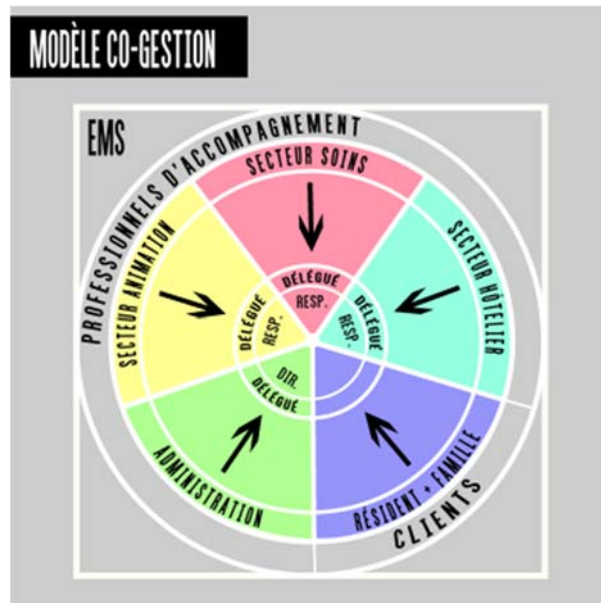 MODÈLE CO-GESTION
EMS
PROFESSIONNELS D'ACCOMPAGNEMENT
SECTEUR SOINS
SECTEUR ANIMATION
SECTEUR HÔTELIER
DÉLÉGUÉ
RESP.
DÉLÉGUÉ
RESP.
DÉLÉGUÉ
RESP.
DIR.
DÉLÉGUÉ
ADMINISTRATION
RÉSIDENT + FAMILLE
CLIENTS